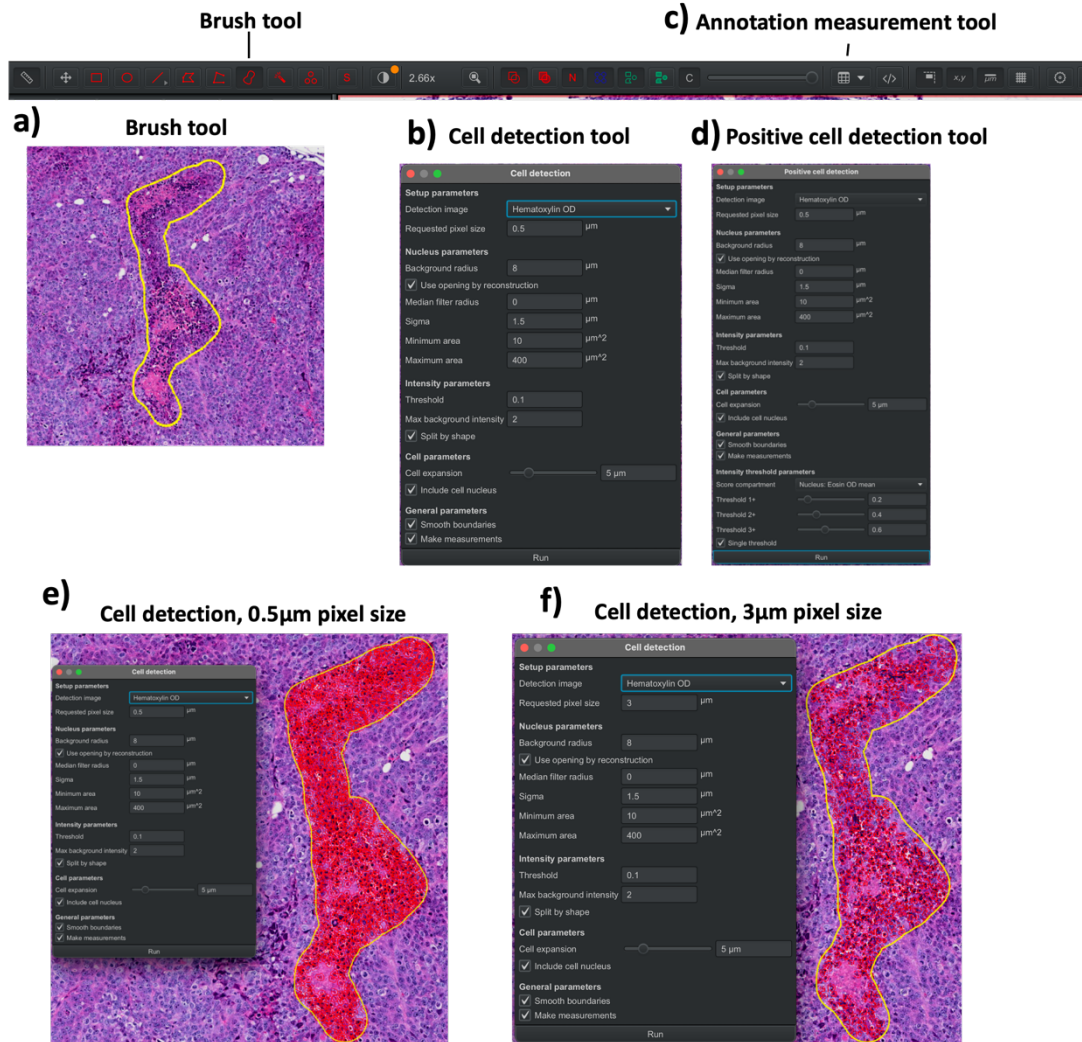 Brush tool
c) Annotation measurement tool
S
2.66x
N
C
</>
x,y
µm
a)
Brush tool
b) Cell detection tool
Cell detection
Setup parameters
Detection image Hematoxylin OD
Requested pixel size 0.5 µm
Nucleus parameters
Background radius 8 µm
Use opening by reconstruction
Median filter radius 0 µm
Sigma 1.5 µm
Minimum area 10 µm^2
Maximum area 400 µm^2
Intensity parameters
Threshold 0.1
Max background intensity 2
Split by shape
Cell parameters
Cell expansion 5 µm
Include cell nucleus
General parameters
Smooth boundaries
Make measurements
Run
d) Positive cell detection tool
Positive cell detection
Setup parameters
Detection image Hematoxylin OD
Requested pixel size 0.5 µm
Nucleus parameters
Background radius 8 µm
Use opening by reconstruction
Median filter radius 0 µm
Sigma 1.5 µm
Minimum area 10 µm^2
Maximum area 400 µm^2
Intensity parameters
Threshold 0.1
Max background intensity 2
Split by shape
Cell parameters
Cell expansion 5 µm
Include cell nucleus
General parameters
Smooth boundaries
Make measurements
Intensity threshold parameters
Score compartment Nucleus: Eosin OD mean
Threshold 1+ 0.2
Threshold 2+ 0.4
Threshold 3+ 0.6
Single threshold
Run
e)
Cell detection, 0.5µm pixel size
Cell detection
Setup parameters
Detection image Hematoxylin OD
Requested pixel size 0.5 µm
Nucleus parameters
Background radius 8 µm
Use opening by reconstruction
Median filter radius 0 µm
Sigma 1.5 µm
Minimum area 10 µm^2
Maximum area 400 µm^2
Intensity parameters
Threshold 0.1
Max background intensity 2
Split by shape
Cell parameters
Cell expansion 5 µm
Include cell nucleus
General parameters
Smooth boundaries
Make measurements
Run
f)
Cell detection, 3µm pixel size
Cell detection
Setup parameters
Detection image Hematoxylin OD
Requested pixel size 3 µm
Nucleus parameters
Background radius 8 µm
Use opening by reconstruction
Median filter radius 0 µm
Sigma 1.5 µm
Minimum area 10 µm^2
Maximum area 400 µm^2
Intensity parameters
Threshold 0.1
Max background intensity 2
Split by shape
Cell parameters
Cell expansion 5 µm
Include cell nucleus
General parameters
Smooth boundaries
Make measurements
Run